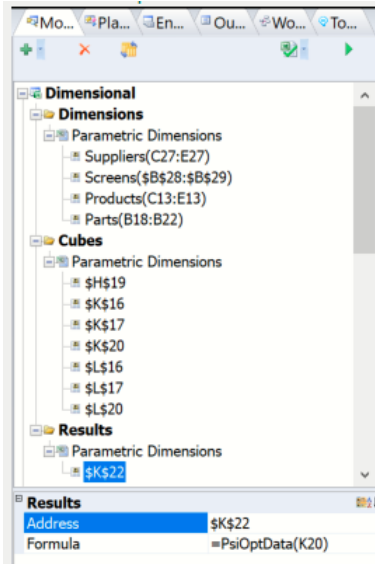 Mo... Pla... En... Ou... Wo... To...
Dimensional
Dimensions
Parametric Dimensions
Suppliers(C27:E27)
Screens($B$28:$B$29)
Products(C13:E13)
Parts(B18:B22)
Cubes
Parametric Dimensions
$H$19
$K$16
$K$17
$K$20
$L$16
$L$17
$L$20
Results
Parametric Dimensions
$K$22
Results
Address $K$22
Formula =PsiOptData(K20)